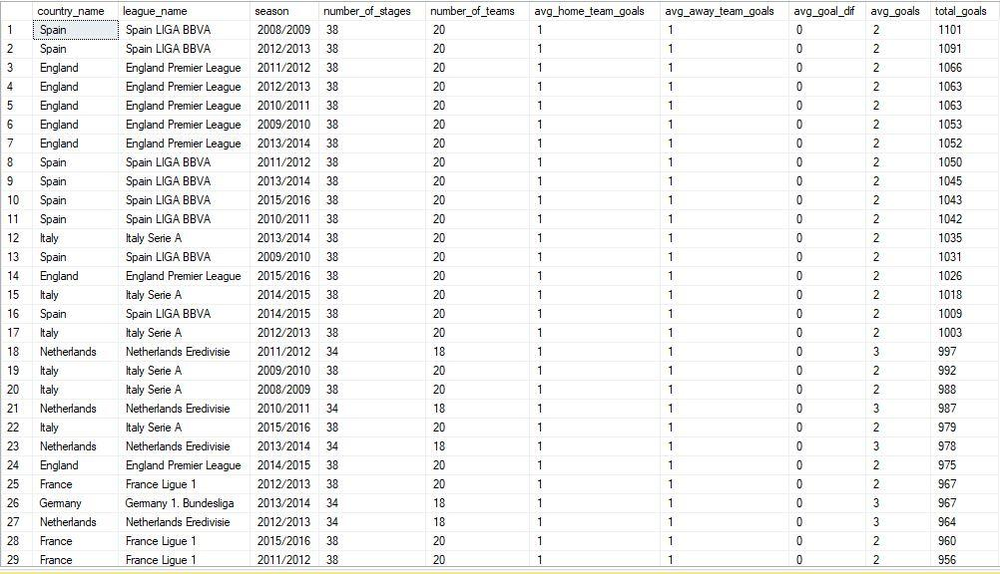 country_name league_name season number_of_stages number_of_teams avg_home_team_goals avg_away_team_goals avg_goal_dif avg_goals total_goals
1 Spain Spain LIGA BBVA 2008/2009 38 20 1 1 0 2 1101
2 Spain Spain LIGA BBVA 2012/2013 38 20 1 1 0 2 1091
3 England England Premier League 2011/2012 38 20 1 1 0 2 1066
4 England England Premier League 2012/2013 38 20 1 1 0 2 1063
5 England England Premier League 2010/2011 38 20 1 1 0 2 1063
6 England England Premier League 2009/2010 38 20 1 1 0 2 1053
7 England England Premier League 2013/2014 38 20 1 1 0 2 1052
8 Spain Spain LIGA BBVA 2011/2012 38 20 1 1 0 2 1050
9 Spain Spain LIGA BBVA 2013/2014 38 20 1 1 0 2 1045
10 Spain Spain LIGA BBVA 2015/2016 38 20 1 1 0 2 1043
11 Spain Spain LIGA BBVA 2010/2011 38 20 1 1 0 2 1042
12 Italy Italy Serie A 2013/2014 38 20 1 1 0 2 1035
13 Spain Spain LIGA BBVA 2009/2010 38 20 1 1 0 2 1031
14 England England Premier League 2015/2016 38 20 1 1 0 2 1026
15 Italy Italy Serie A 2014/2015 38 20 1 1 0 2 1018
16 Spain Spain LIGA BBVA 2014/2015 38 20 1 1 0 2 1009
17 Italy Italy Serie A 2012/2013 38 20 1 1 0 2 1003
18 Netherlands Netherlands Eredivisie 2011/2012 34 18 1 1 0 3 997
19 Italy Italy Serie A 2009/2010 38 20 1 1 0 2 992
20 Italy Italy Serie A 2008/2009 38 20 1 1 0 2 988
21 Netherlands Netherlands Eredivisie 2010/2011 34 18 1 1 0 3 987
22 Italy Italy Serie A 2015/2016 38 20 1 1 0 2 979
23 Netherlands Netherlands Eredivisie 2013/2014 34 18 1 1 0 3 978
24 England England Premier League 2014/2015 38 20 1 1 0 2 975
25 France France Ligue 1 2012/2013 38 20 1 1 0 2 967
26 Germany Germany 1. Bundesliga 2013/2014 34 18 1 1 0 3 967
27 Netherlands Netherlands Eredivisie 2012/2013 34 18 1 1 0 3 964
28 France France Ligue 1 2015/2016 38 20 1 1 0 2 960
29 France France Ligue 1 2011/2012 38 20 1 1 0 2 956